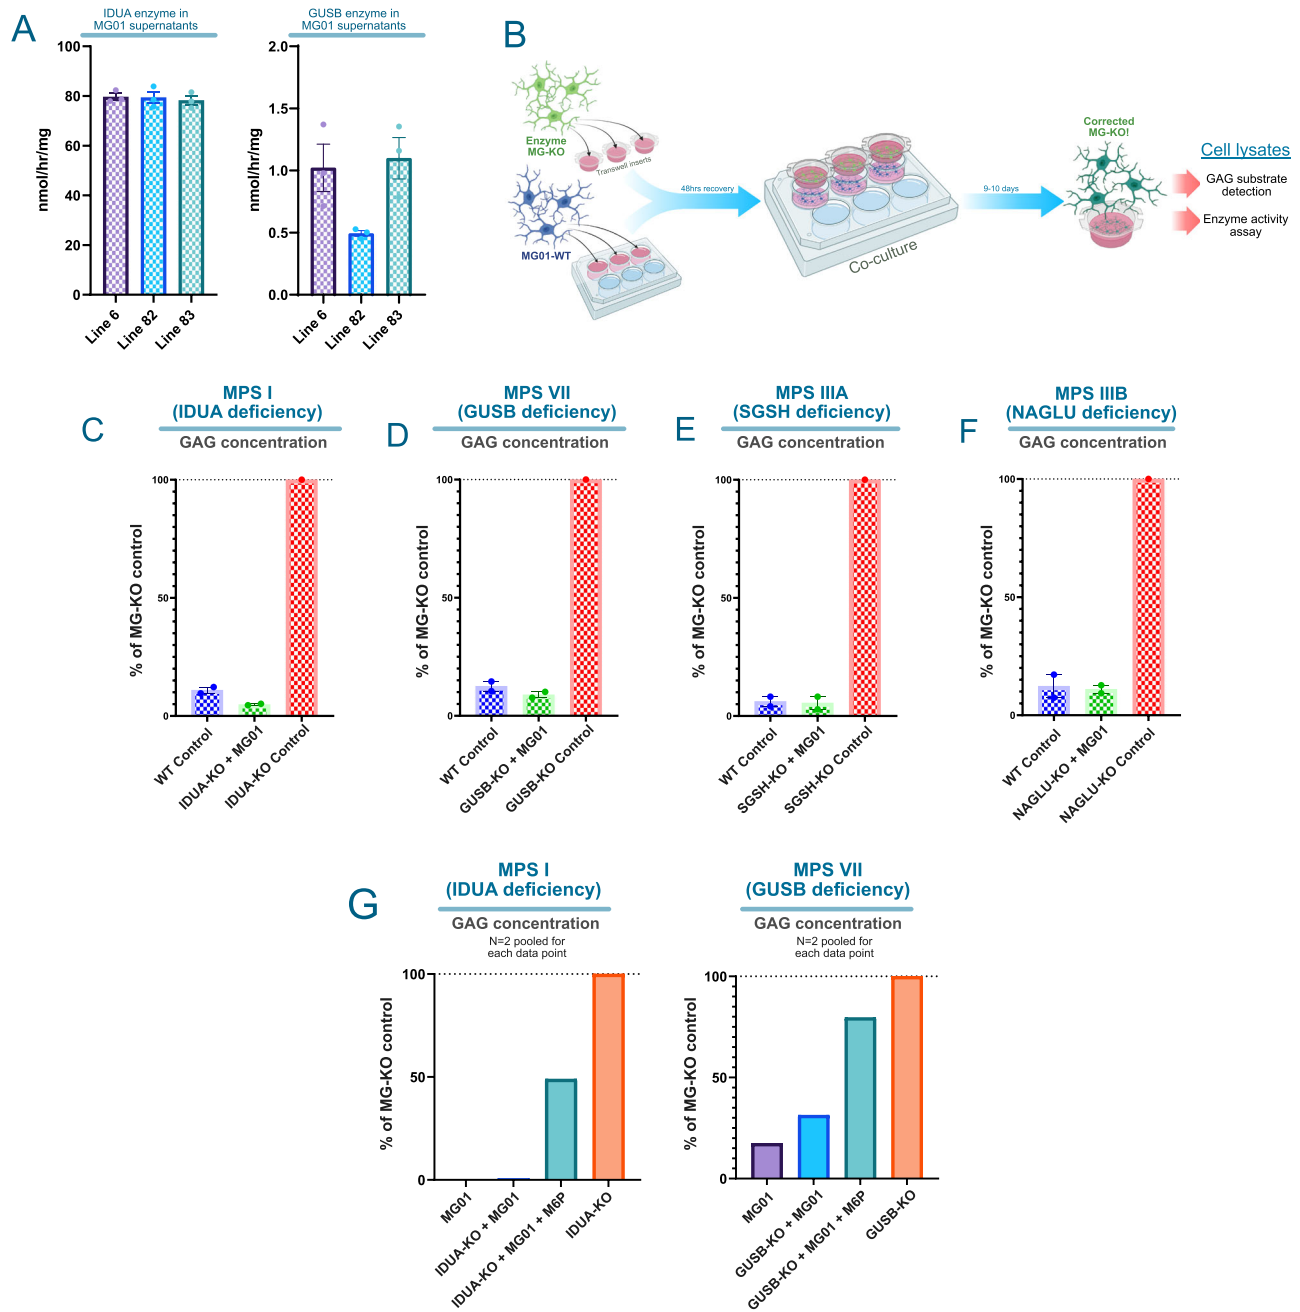 A
IDUA enzyme in
MG01 supernatants
nmol/hr/mg
100
80
60
40
20
0
Line 6
Line 82
Line 83
GUSB enzyme in
MG01 supernatants
nmol/hr/mg
2.0
1.5
1.0
0.5
0.0
Line 6
Line 82
Line 83
B
Enzyme
MG-KO
Transwell inserts
MG01-WT
48hrs recovery
Co-culture
9-10 days
Corrected
MG-KO!
Cell lysates
GAG substrate
detection
Enzyme activity
assay
C
MPS I
(IDUA deficiency)
GAG concentration
% of MG-KO control
100
50
0
WT Control
IDUA-KO + MG01
IDUA-KO Control
D
MPS VII
(GUSB deficiency)
GAG concentration
% of MG-KO control
100
50
0
WT Control
GUSB-KO + MG01
GUSB-KO Control
E
MPS IIIA
(SGSH deficiency)
GAG concentration
% of MG-KO control
100
50
0
WT Control
SGSH-KO + MG01
SGSH-KO Control
F
MPS IIIB
(NAGLU deficiency)
GAG concentration
% of MG-KO control
100
50
0
WT Control
NAGLU-KO + MG01
NAGLU-KO Control
G
MPS I
(IDUA deficiency)
GAG concentration
N=2 pooled for
each data point
% of MG-KO control
100
50
0
MG01
IDUA-KO + MG01
IDUA-KO + MG01 + M6P
IDUA-KO
MPS VII
(GUSB deficiency)
GAG concentration
N=2 pooled for
each data point
% of MG-KO control
100
50
0
MG01
GUSB-KO + MG01
GUSB-KO + MG01 + M6P
GUSB-KO